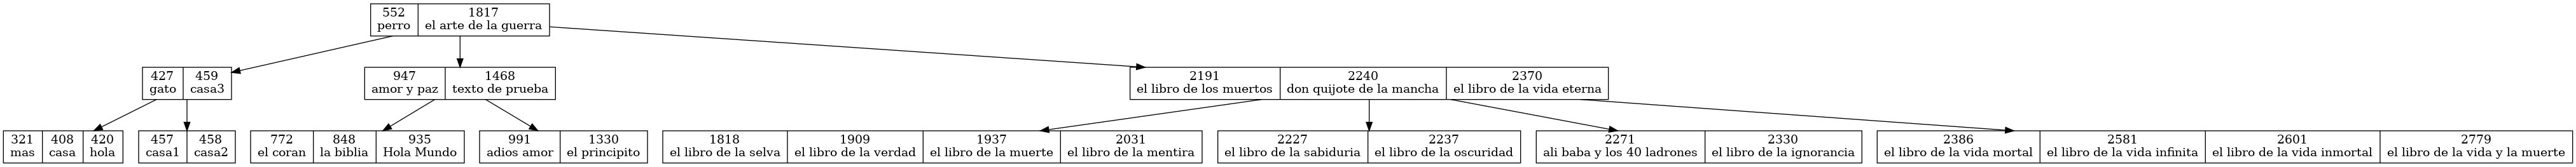 552 1817
perro el arte de la guerra
427 459 947 1468 2191 2240 2370
gato casa3 amor y paz texto de prueba el libro de los muertos don quijote de la mancha el libro de la vida eterna
321 408 420 457 458 772 848 935 991 1330 1818 1909 1937 2031 2227 2237 2271 2330 2386 2581 2601 2779
mas casa hola casa1 casa2 el coran la biblia Hola Mundo adios amor el principito el libro de la selva el libro de la verdad el libro de la muerte el libro de la mentira el libro de la sabiduria el libro de la oscuridad ali baba y los 40 ladrones el libro de la ignorancia el libro de la vida mortal el libro de la vida infinita el libro de la vida inmortal el libro de la vida y la muerte